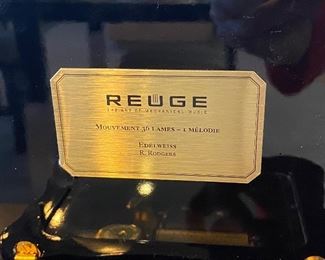 REUGE
THE ART OF MECHANICAL MUSIC
MOUVEMENT 36 LAMES – 1 MÉLODIE
EDELWEISS
R. RODGERS